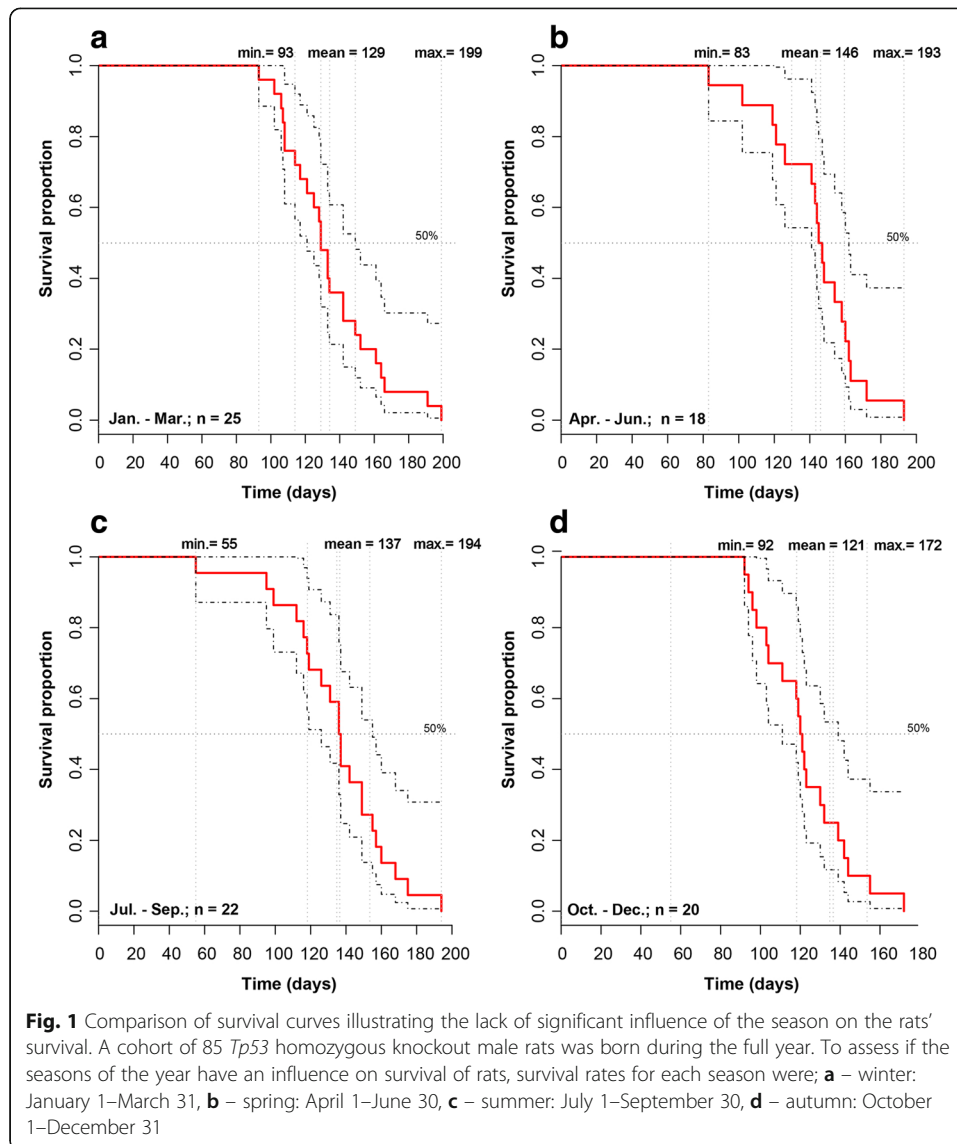 a
min.= 93 mean = 129 max.= 199
Survival proportion
1.0
0.8
0.6
0.4
0.2
0.0
50%
Jan. - Mar.; n = 25
0 20 40 60 80 100 120 140 160 180 200
Time (days)
b
min.= 83 mean = 146 max.= 193
Survival proportion
1.0
0.8
0.6
0.4
0.2
0.0
50%
Apr. - Jun.; n = 18
0 20 40 60 80 100 120 140 160 180 200
Time (days)
c
min.= 55 mean = 137 max.= 194
Survival proportion
1.0
0.8
0.6
0.4
0.2
0.0
50%
Jul. - Sep.; n = 22
0 20 40 60 80 100 120 140 160 180 200
Time (days)
d
min.= 92 mean = 121 max.= 172
Survival proportion
1.0
0.8
0.6
0.4
0.2
0.0
50%
Oct. - Dec.; n = 20
0 20 40 60 80 100 120 140 160 180
Time (days)
Fig. 1 Comparison of survival curves illustrating the lack of significant influence of the season on the rats'
survival. A cohort of 85 Tp53 homozygous knockout male rats was born during the full year. To assess if the
seasons of the year have an influence on survival of rats, survival rates for each season were; a – winter:
January 1–March 31, b – spring: April 1–June 30, c – summer: July 1–September 30, d – autumn: October
1–December 31